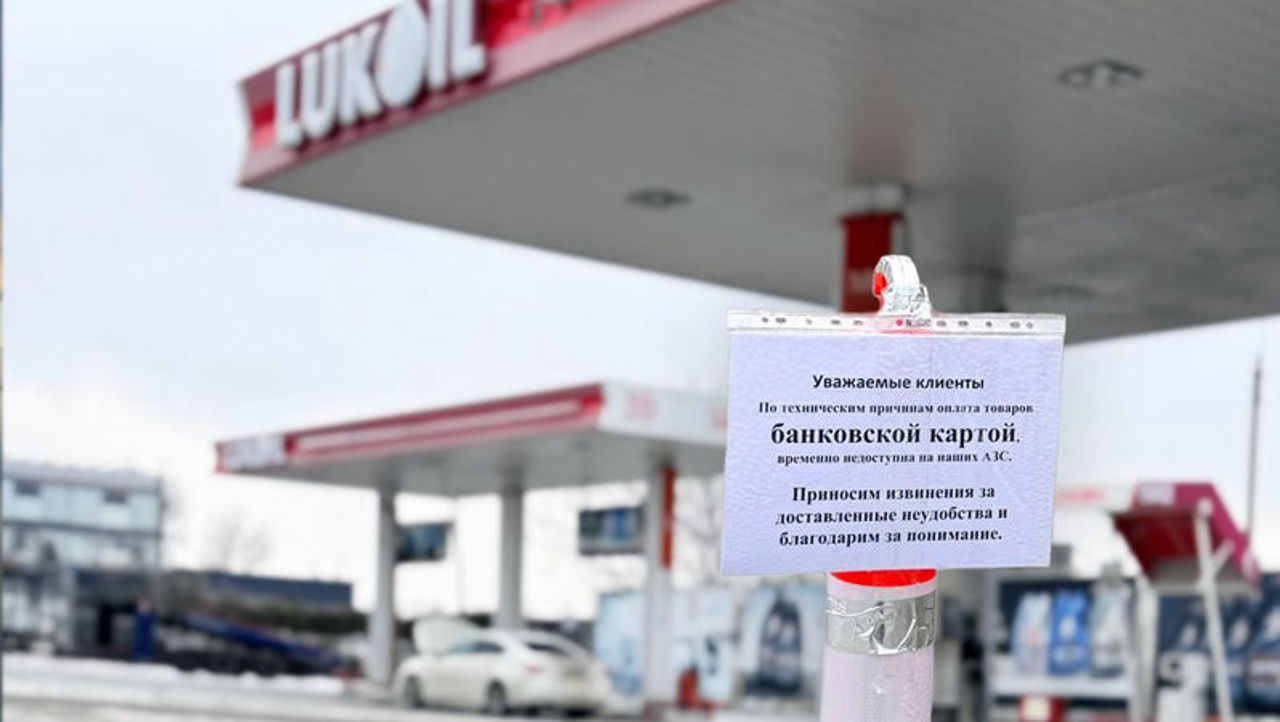 LUKOIL
Уважаемые клиенты
По техническим причинам оплата товаров
банковской картой,
временно недоступна на наших АЗС.
Приносим извинения за
доставленные неудобства и
благодарим за понимание.